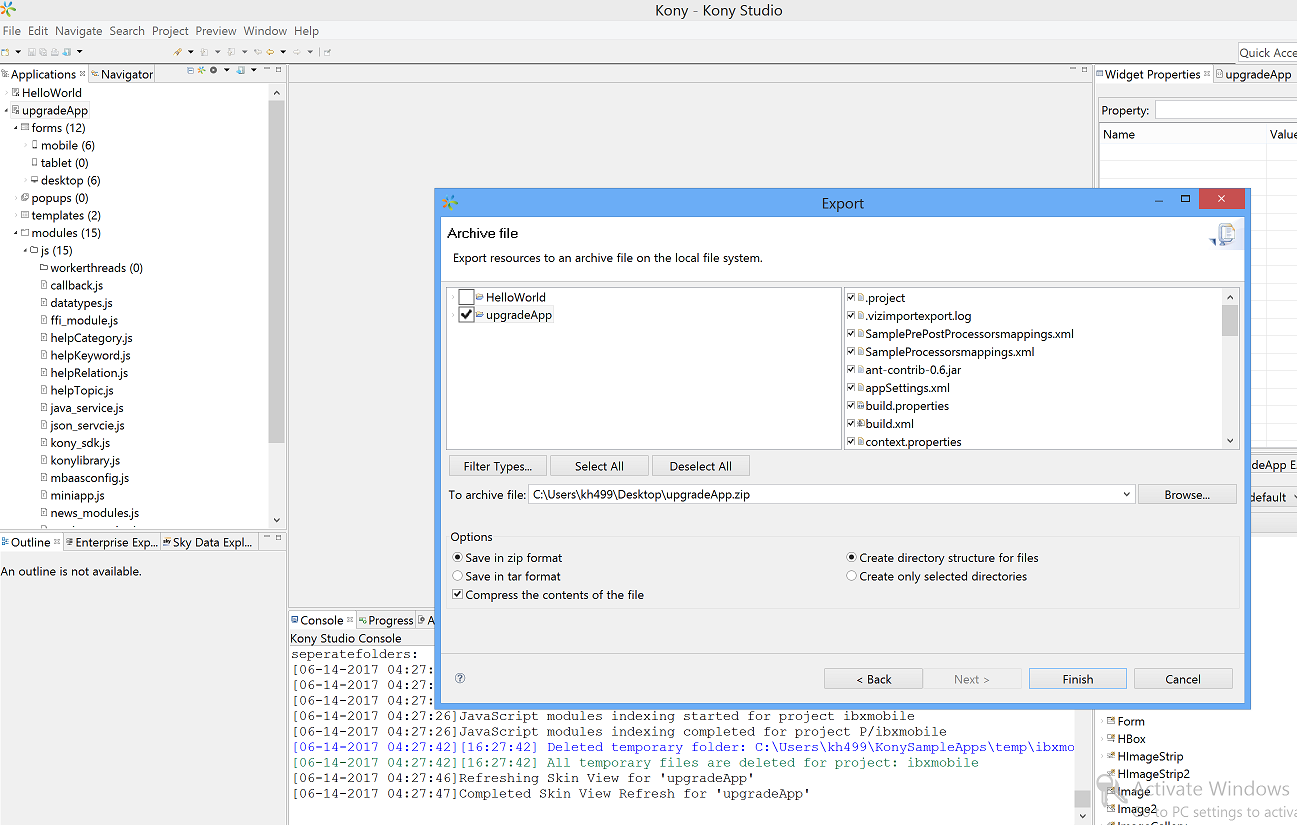 Kony - Kony Studio
File Edit Navigate Search Project Preview Window Help
Quick Acce
Applications
Navigator
HelloWorld
upgradeApp
forms (12)
mobile (6)
tablet (0)
desktop (6)
popups (0)
templates (2)
modules (15)
js (15)
workerthreads (0)
callback.js
datatypes.js
ffi_module.js
helpCategory.js
helpKeyword.js
helpRelation.js
helpTopic.js
java_service.js
json_servcie.js
kony_sdk.js
konylibrary.js
mbaasconfig.js
miniapp.js
news_modules.js
Outline Enterprise Exp... Sky Data Expl...
An outline is not available.
Widget Properties upgradeApp
Property:
Name Value
Export
Archive file
Export resources to an archive file on the local file system.
HelloWorld
upgradeApp
.project
.vizimportexport.log
SamplePrePostProcessorsmappings.xml
SampleProcessorsmappings.xml
ant-contrib-0.6.jar
appSettings.xml
build.properties
build.xml
context.properties
Filter Types... Select All Deselect All
To archive file: C:\Users\kh499\Desktop\upgradeApp.zip Browse...
Options
Save in zip format
Save in tar format
Compress the contents of the file
Create directory structure for files
Create only selected directories
< Back Next > Finish Cancel
deApp E
default
Console Progress A
Kony Studio Console
seperatefolders:
[06-14-2017 04:27:
[06-14-2017 04:27:
[06-14-2017 04:27:
[06-14-2017 04:27:26]JavaScript modules indexing started for project ibxmobile
[06-14-2017 04:27:26]JavaScript modules indexing completed for project P/ibxmobile
[06-14-2017 04:27:42][16:27:42] Deleted temporary folder: C:\Users\kh499\KonySampleApps\temp\ibxmo
[06-14-2017 04:27:42][16:27:42] All temporary files are deleted for project: ibxmobile
[06-14-2017 04:27:46]Refreshing Skin View for 'upgradeApp'
[06-14-2017 04:27:47]Completed Skin View Refresh for 'upgradeApp'
Form
HBox
HImageStrip
HImageStrip2
Image
Image2
Activate Windows
Go to PC settings to activa